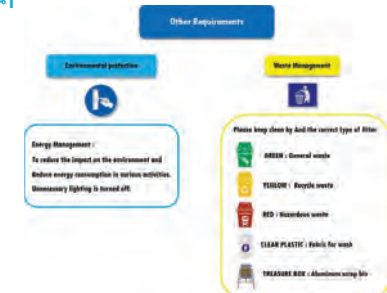 Other Requirements
Environmental protection
Energy Management :
To reduce the impact on the environment and
Reduce energy consumption in various activities.
Unnecessary lighting is turned off.
Waste Management
Please keep clean by And the correct type of litter
GREEN : General waste
YELLOW : Recycle waste
RED : Hazardous waste
CLEAR PLASTIC : Fabric for wash
TREASURE BOX : Aluminum scrap bin